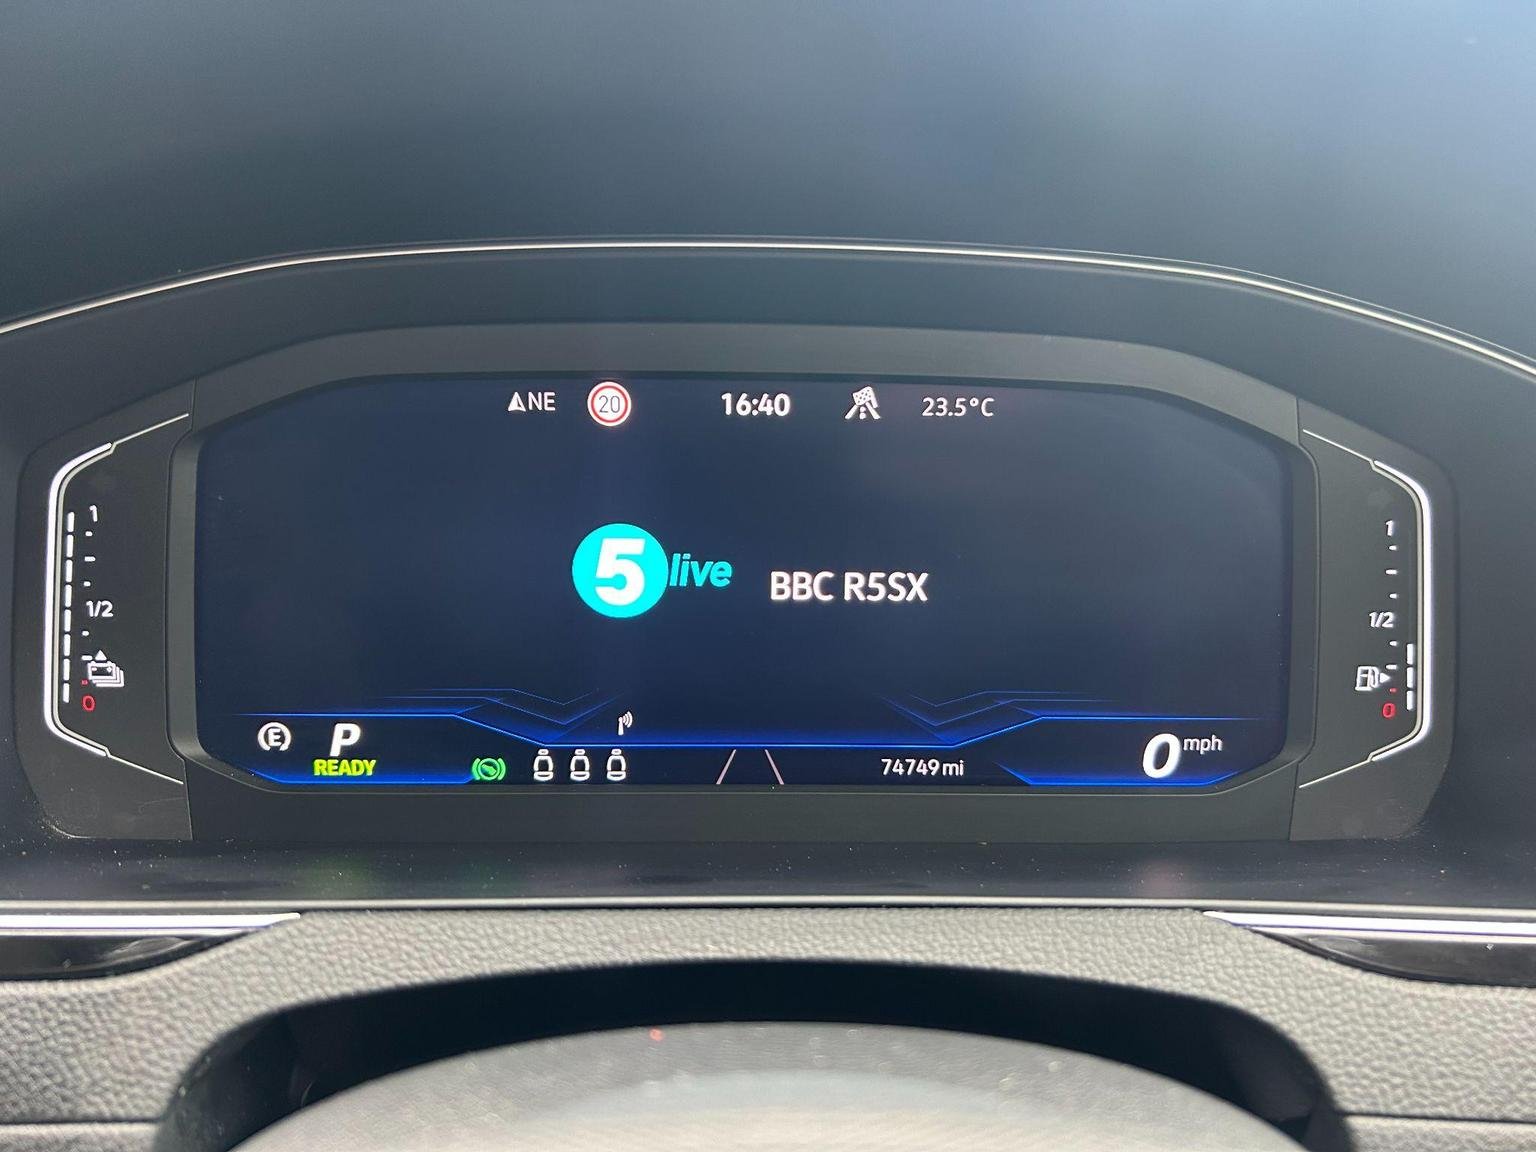 NE 20 16:40 23.5°C
1
1/2
0
5 live BBC R5SX
1
1/2
0
E P
READY
74749 mi
0 mph